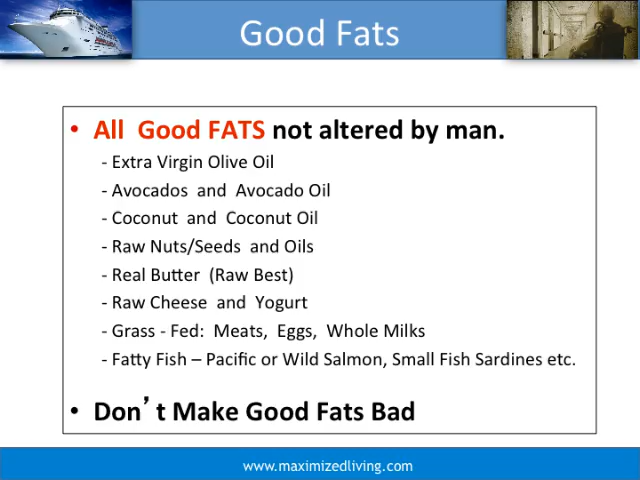 Good Fats
• All Good FATS not altered by man.
- Extra Virgin Olive Oil
- Avocados and Avocado Oil
- Coconut and Coconut Oil
- Raw Nuts/Seeds and Oils
- Real Butter (Raw Best)
- Raw Cheese and Yogurt
- Grass - Fed: Meats, Eggs, Whole Milks
- Fatty Fish – Pacific or Wild Salmon, Small Fish Sardines etc.
• Don’t Make Good Fats Bad
www.maximizedliving.com